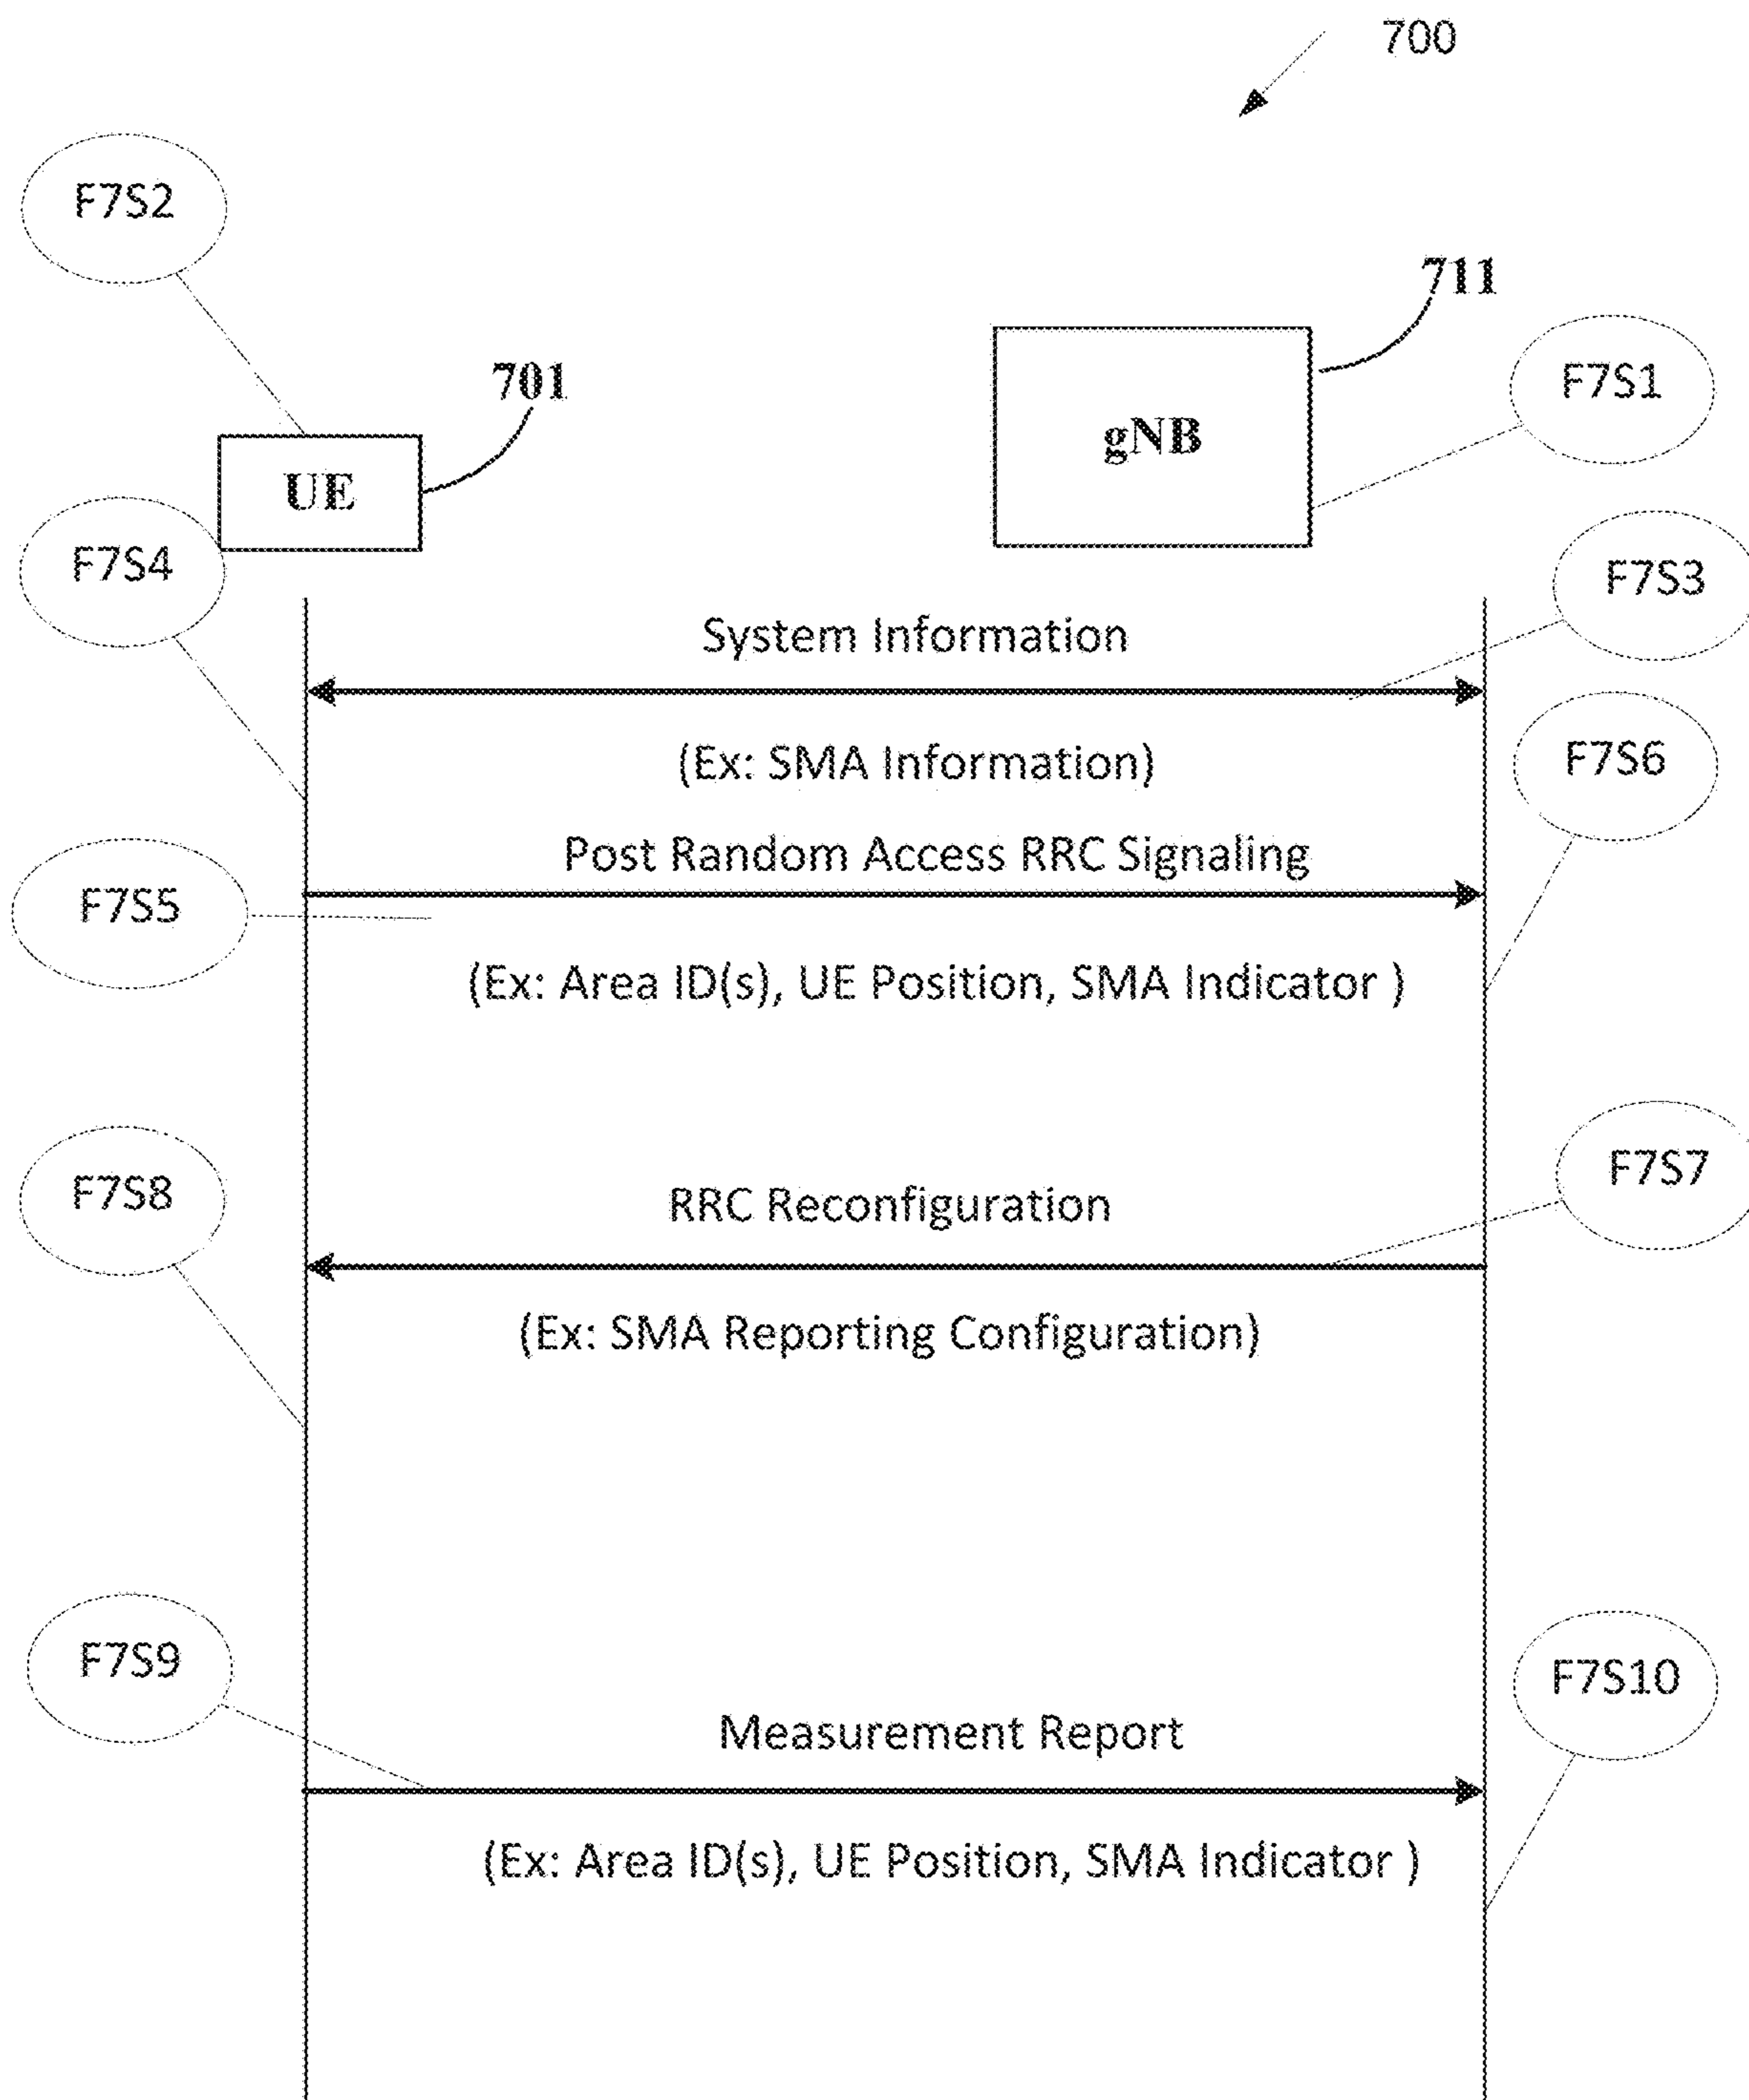 700
F7S2
711
701
F7S1
gNB
UE
F7S4
F7S3
System Information
(Ex: SMA Information)
F7S6
Post Random Access RRC Signaling
F7S5
(Ex: Area ID(s), UE Position, SMA Indicator )
F7S7
F7S8
RRC Reconfiguration
(Ex: SMA Reporting Configuration)
F7S9
F7S10
Measurement Report
(Ex: Area ID(s), UE Position, SMA Indicator )